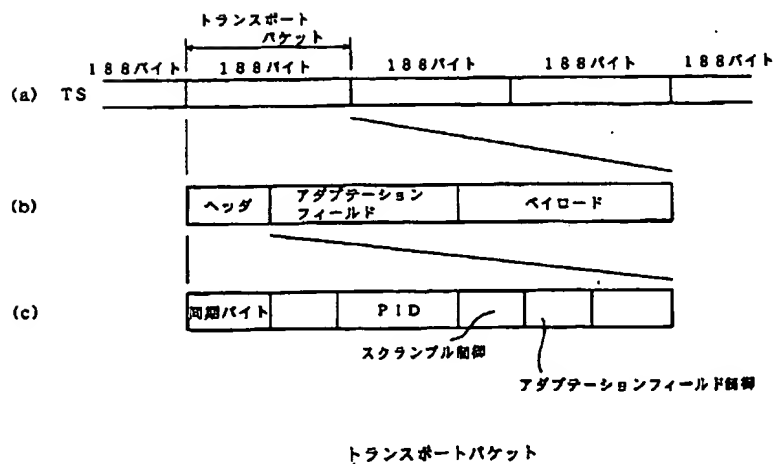 トランスポート
パケット
188バイト 188バイト 188バイト 188バイト 188バイト
(a) TS
(b) ヘッダ アダプテーション
フィールド ペイロード
(c) 同期バイト PID
スクランブル制御
アダプテーションフィールド制御
トランスポートパケット